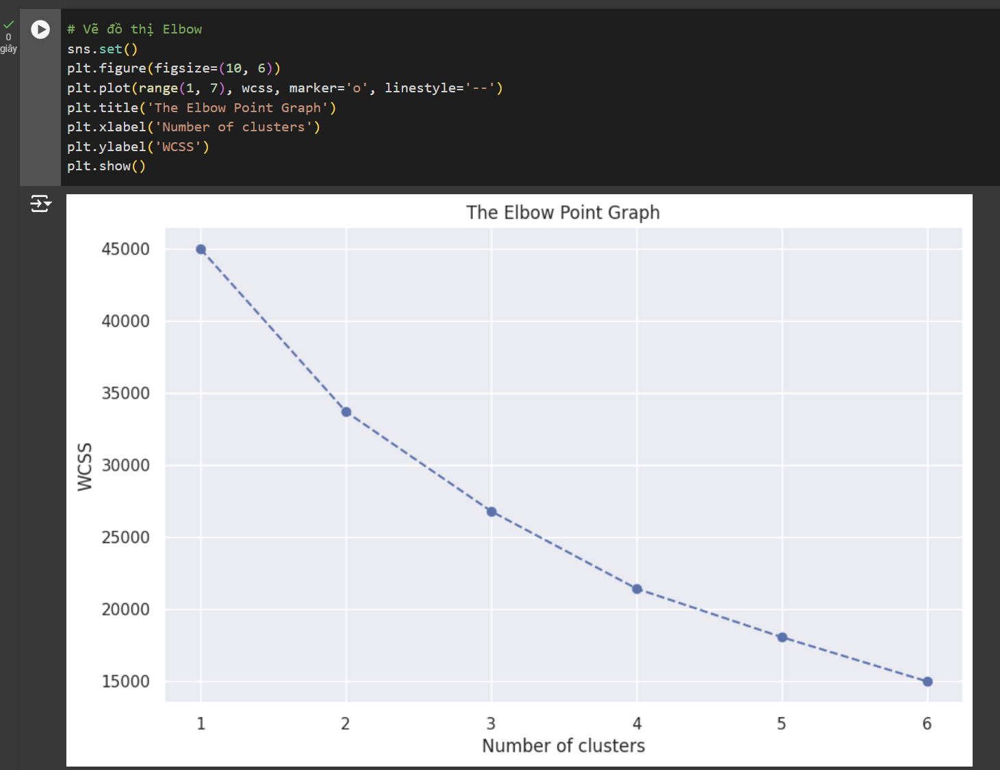 0
giây
# Vẽ đồ thị Elbow
sns.set()
plt.figure(figsize=(10, 6))
plt.plot(range(1, 7), wcss, marker='o', linestyle='--')
plt.title('The Elbow Point Graph')
plt.xlabel('Number of clusters')
plt.ylabel('WCSS')
plt.show()
The Elbow Point Graph
45000
40000
35000
30000
25000
20000
15000
WCSS
1 2 3 4 5 6
Number of clusters